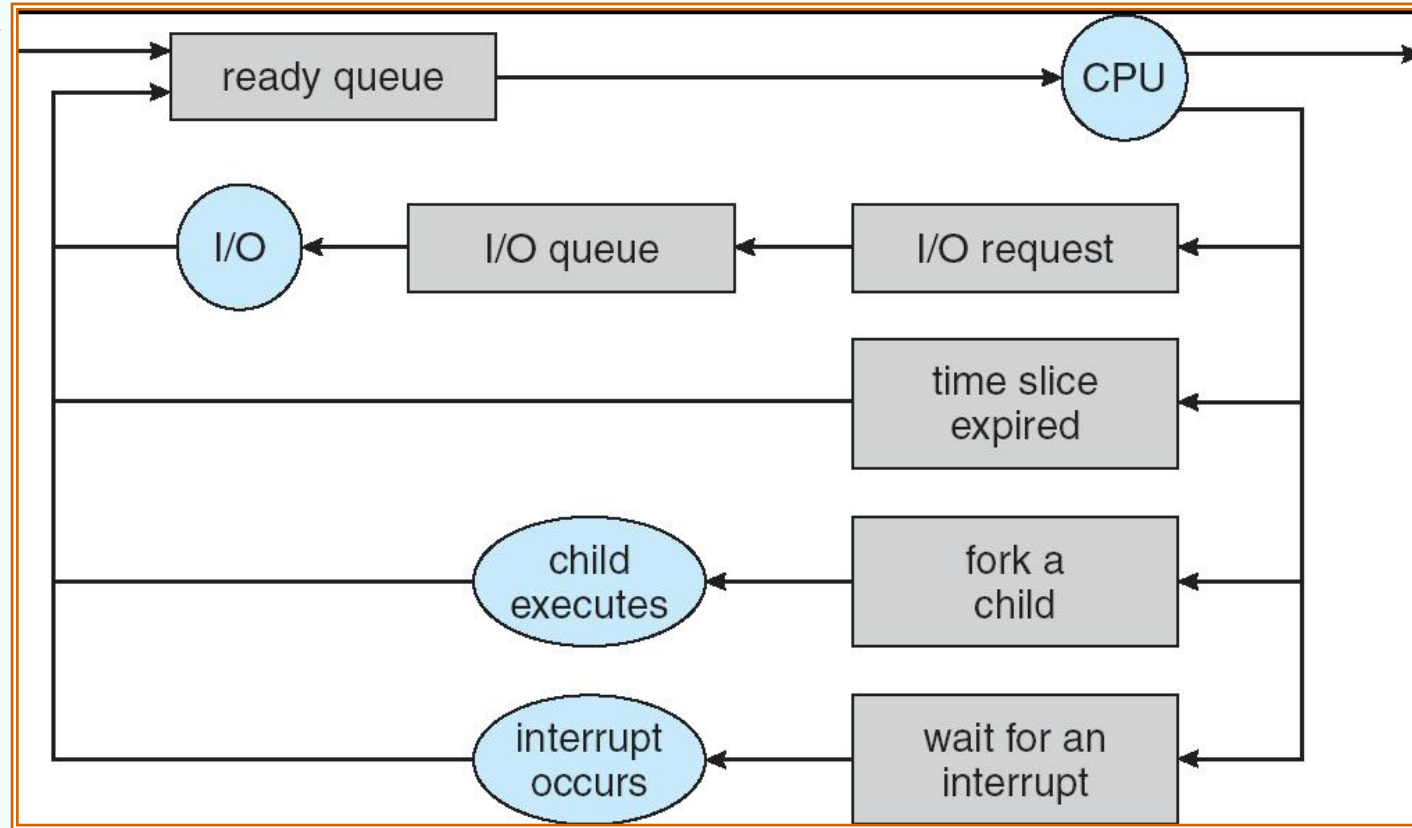 ready queue
CPU
I/O
I/O queue
I/O request
time slice
expired
child
executes
fork a
child
interrupt
occurs
wait for an
interrupt